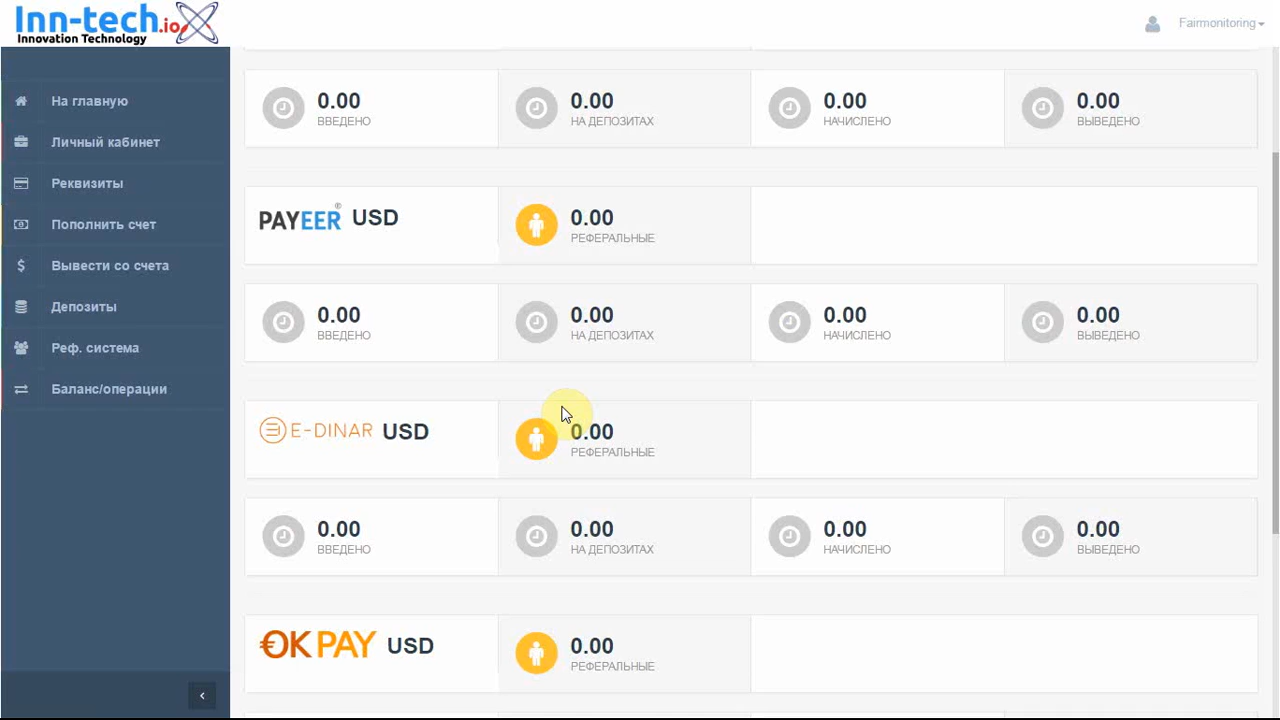 Inn-tech.io
Innovation Technology
Fairmonitoring
На главную
Личный кабинет
Реквизиты
Пополнить счет
Вывести со счета
Депозиты
Реф. система
Баланс/операции
0.00 0.00 0.00 0.00
ВВЕДЕНО НА ДЕПОЗИТАХ НАЧИСЛЕНО ВЫВЕДЕНО
PAYEER® USD 0.00
РЕФЕРАЛЬНЫЕ
0.00 0.00 0.00 0.00
ВВЕДЕНО НА ДЕПОЗИТАХ НАЧИСЛЕНО ВЫВЕДЕНО
E-DINAR USD 0.00
РЕФЕРАЛЬНЫЕ
0.00 0.00 0.00 0.00
ВВЕДЕНО НА ДЕПОЗИТАХ НАЧИСЛЕНО ВЫВЕДЕНО
OKPAY USD 0.00
РЕФЕРАЛЬНЫЕ